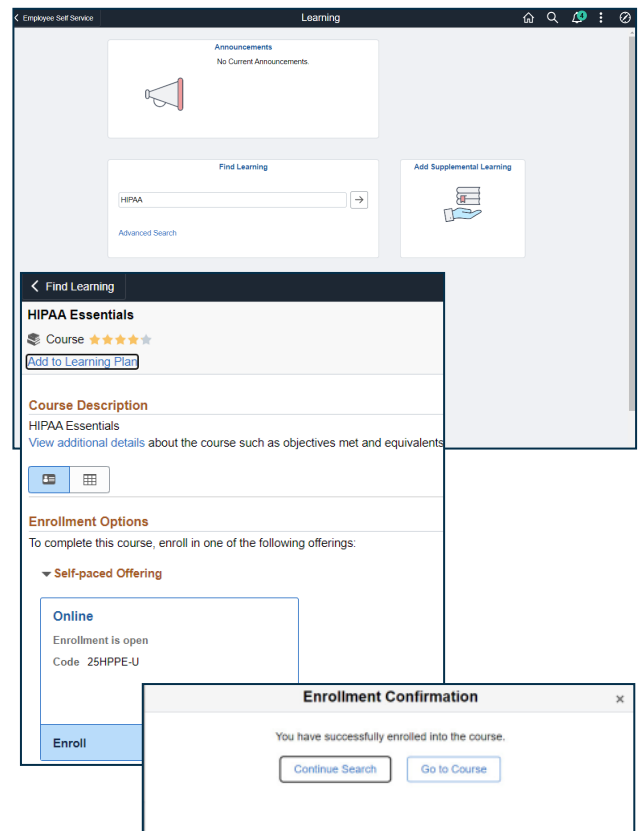 Employee Self Service
Learning
4
Announcements
No Current Announcements.
Find Learning
HIPAA
Advanced Search
Add Supplemental Learning
Find Learning
HIPAA Essentials
Course
Add to Learning Plan
Course Description
HIPAA Essentials
View additional details about the course such as objectives met and equivalents
Enrollment Options
To complete this course, enroll in one of the following offerings:
Self-paced Offering
Online
Enrollment is open
Code 25HPPE-U
Enroll
Enrollment Confirmation
×
You have successfully enrolled into the course.
Continue Search
Go to Course